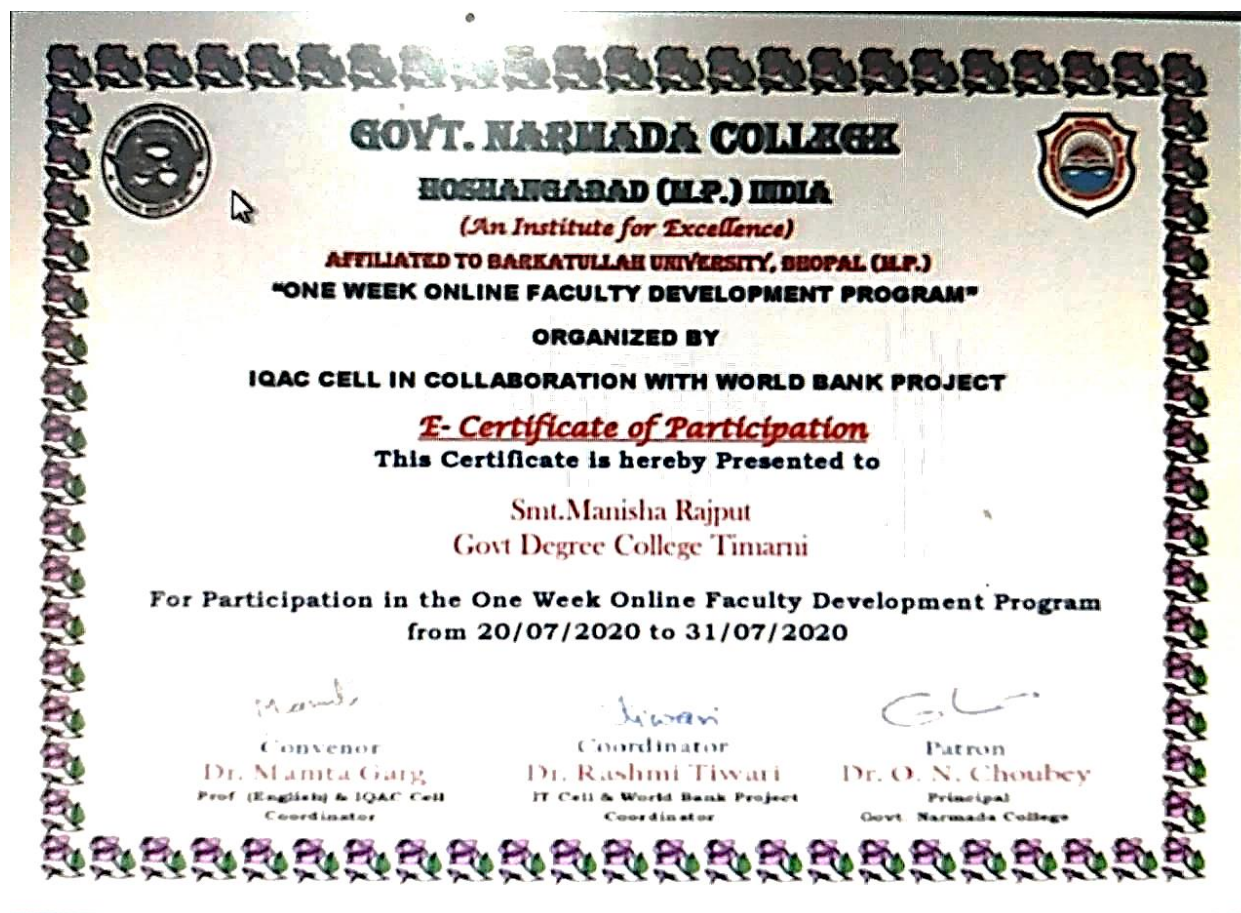 GOVT. NARMADA COLLEGE
HOSHANGABAD (M.P.) INDIA
(An Institute for Excellence)
AFFILIATED TO BARKATULLAH UNIVERSITY, BHOPAL (M.P.)
"ONE WEEK ONLINE FACULTY DEVELOPMENT PROGRAM"
ORGANIZED BY
IQAC CELL IN COLLABORATION WITH WORLD BANK PROJECT
E- Certificate of Participation
This Certificate is hereby Presented to
Smt.Manisha Rajput
Govt Degree College Timarni
For Participation in the One Week Online Faculty Development Program
from 20/07/2020 to 31/07/2020
Tiwari
Convenor Coordinator Patron
Dr. Mamta Garg Dr. Rashmi Tiwari Dr. O. N. Choubey
Prof (English) & IQAC Cell IT Cell & World Bank Project Principal
Coordinator Coordinator Govt Narmada College